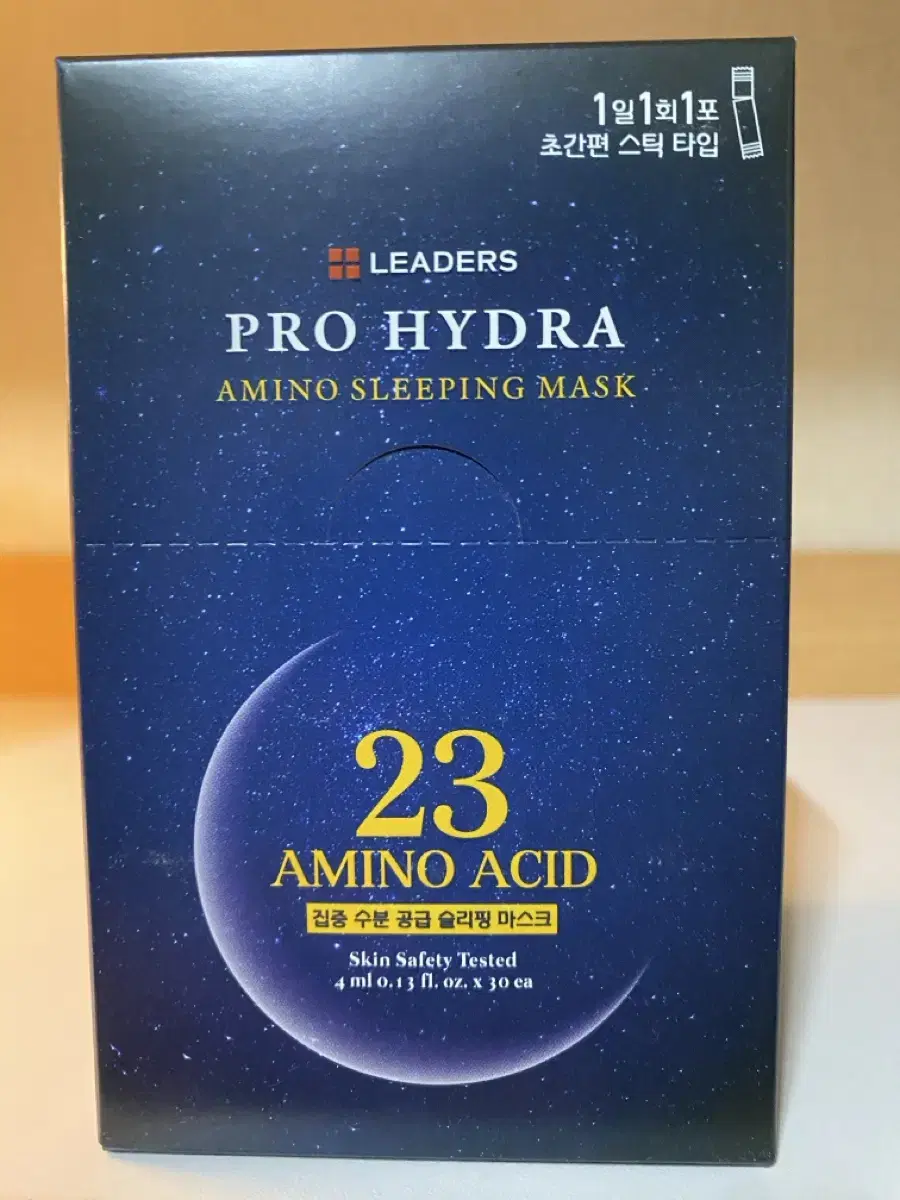 1일1회1포
초간편 스틱 타입
LEADERS
PRO HYDRA
AMINO SLEEPING MASK
23
AMINO ACID
집중 수분 공급 슬리핑 마스크
Skin Safety Tested
4 ml 0.13 fl. oz. x 30 ea